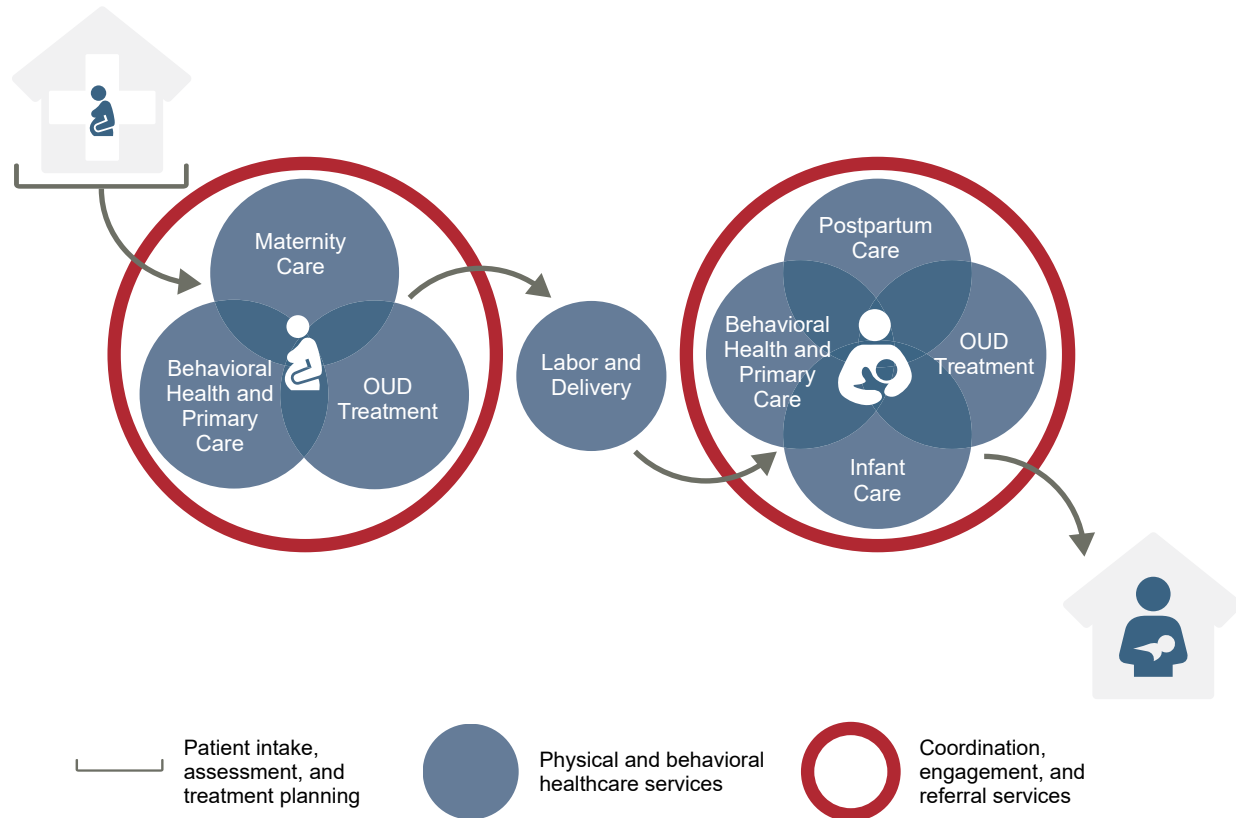 Maternity
Care
Behavioral
Health and
Primary
Care
OUD
Treatment
Labor and
Delivery
Postpartum
Care
Behavioral
Health and
Primary
Care
OUD
Treatment
Infant
Care
Patient intake,
assessment, and
treatment planning
Physical and behavioral
healthcare services
Coordination,
engagement, and
referral services